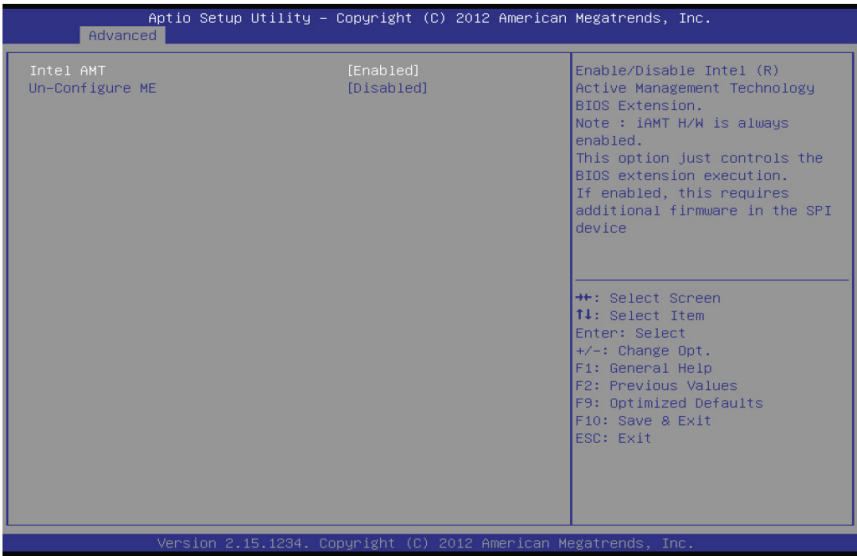 Aptio Setup Utility – Copyright (C) 2012 American Megatrends, Inc.
Advanced
Intel AMT [Enabled]
Un-Configure ME [Disabled]
Enable/Disable Intel (R)
Active Management Technology
BIOS Extension.
Note : iAMT H/W is always
enabled.
This option just controls the
BIOS extension execution.
If enabled, this requires
additional firmware in the SPI
device
→←: Select Screen
↑↓: Select Item
Enter: Select
+/-: Change Opt.
F1: General Help
F2: Previous Values
F9: Optimized Defaults
F10: Save & Exit
ESC: Exit
Version 2.15.1234. Copyright (C) 2012 American Megatrends, Inc.